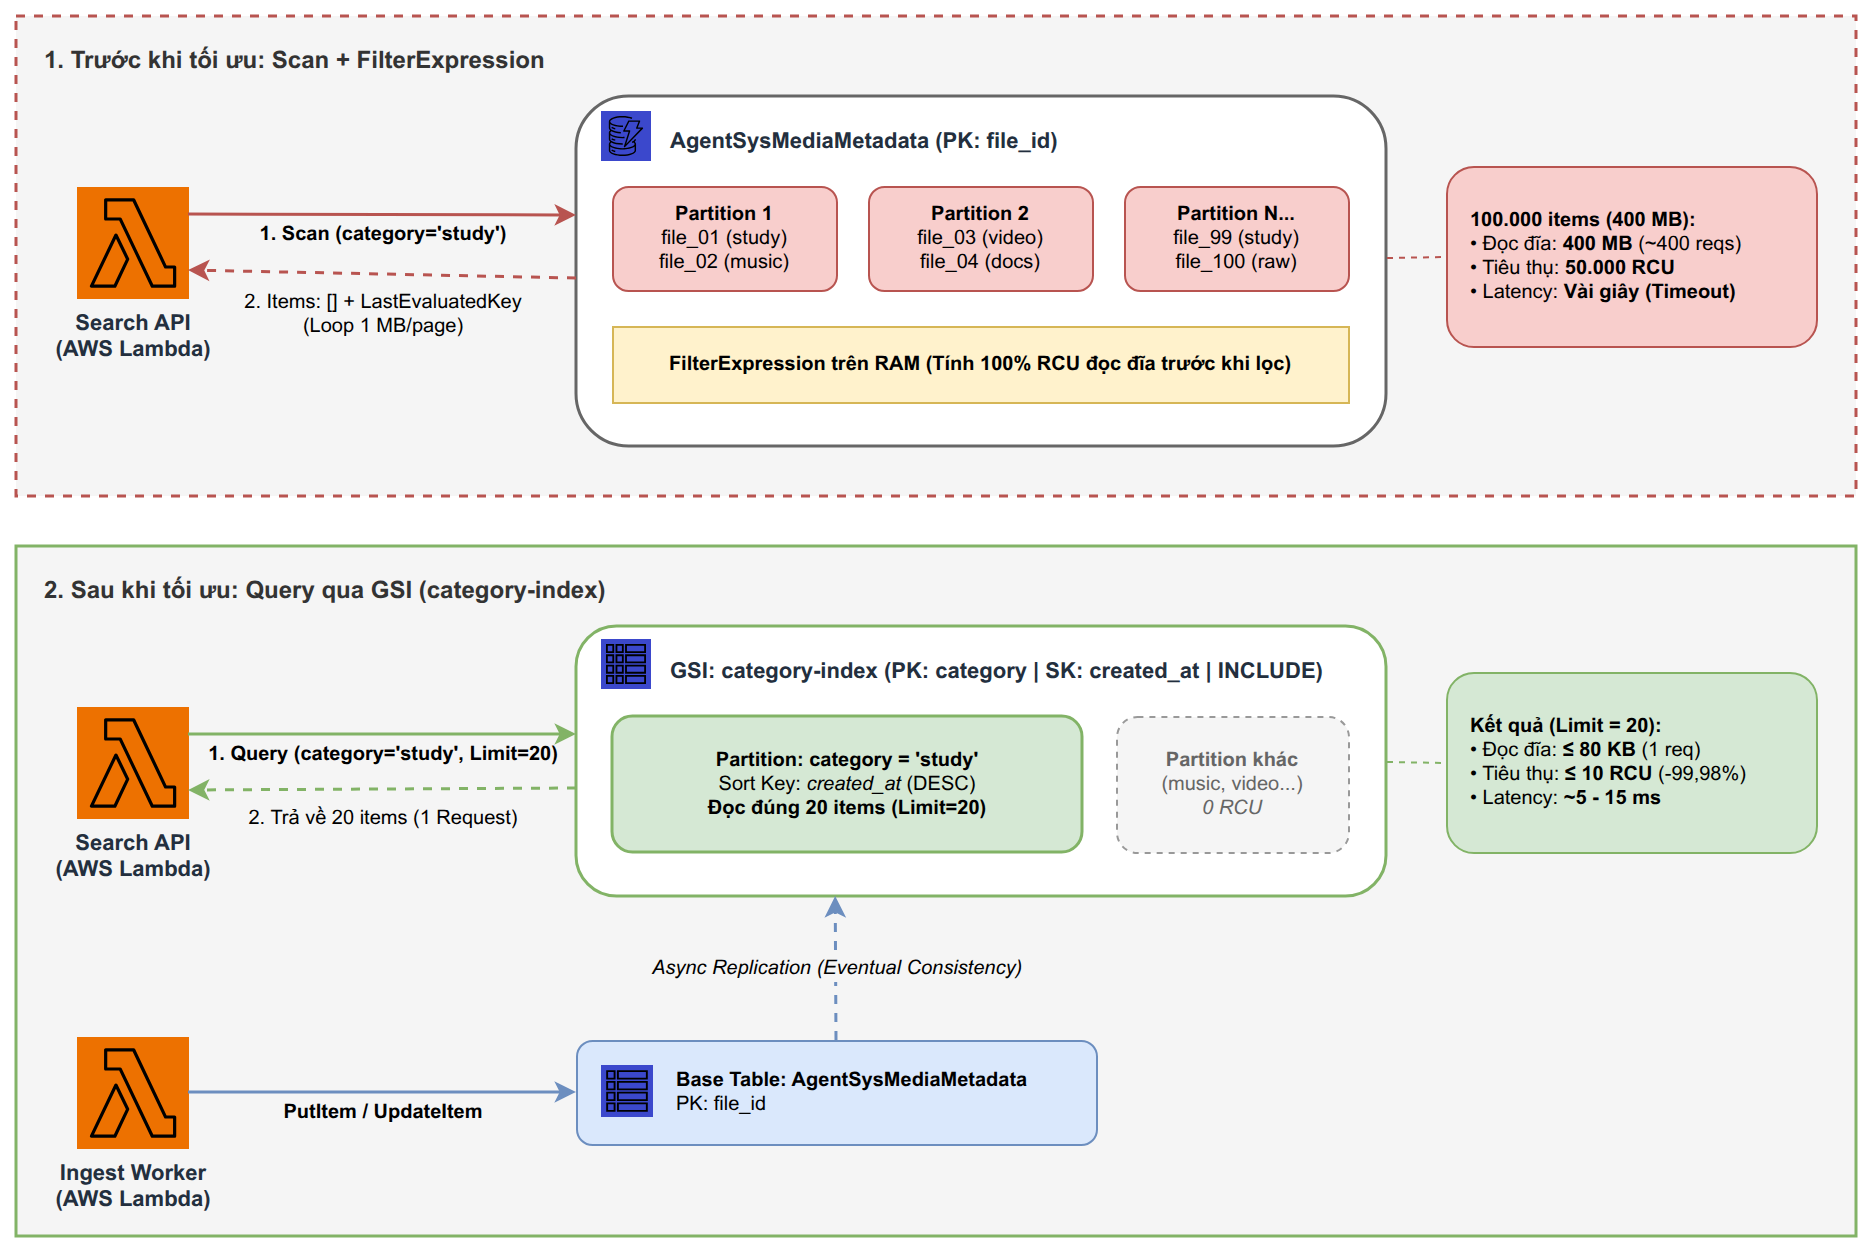 1. Trước khi tối ưu: Scan + FilterExpression
AgentSysMediaMetadata (PK: file_id)
Partition 1
file_01 (study)
file_02 (music)
Partition 2
file_03 (video)
file_04 (docs)
Partition N...
file_99 (study)
file_100 (raw)
1. Scan (category='study')
2. Items: [] + LastEvaluatedKey
(Loop 1 MB/page)
Search API
(AWS Lambda)
FilterExpression trên RAM (Tính 100% RCU đọc đĩa trước khi lọc)
100.000 items (400 MB):
• Đọc đĩa: 400 MB (~400 reqs)
• Tiêu thụ: 50.000 RCU
• Latency: Vài giây (Timeout)
2. Sau khi tối ưu: Query qua GSI (category-index)
GSI: category-index (PK: category | SK: created_at | INCLUDE)
1. Query (category='study', Limit=20)
2. Trả về 20 items (1 Request)
Search API
(AWS Lambda)
Partition: category = 'study'
Sort Key: created_at (DESC)
Đọc đúng 20 items (Limit=20)
Partition khác
(music, video...)
0 RCU
Kết quả (Limit = 20):
• Đọc đĩa: ≤ 80 KB (1 req)
• Tiêu thụ: ≤ 10 RCU (-99,98%)
• Latency: ~5 - 15 ms
Async Replication (Eventual Consistency)
PutItem / UpdateItem
Ingest Worker
(AWS Lambda)
Base Table: AgentSysMediaMetadata
PK: file_id